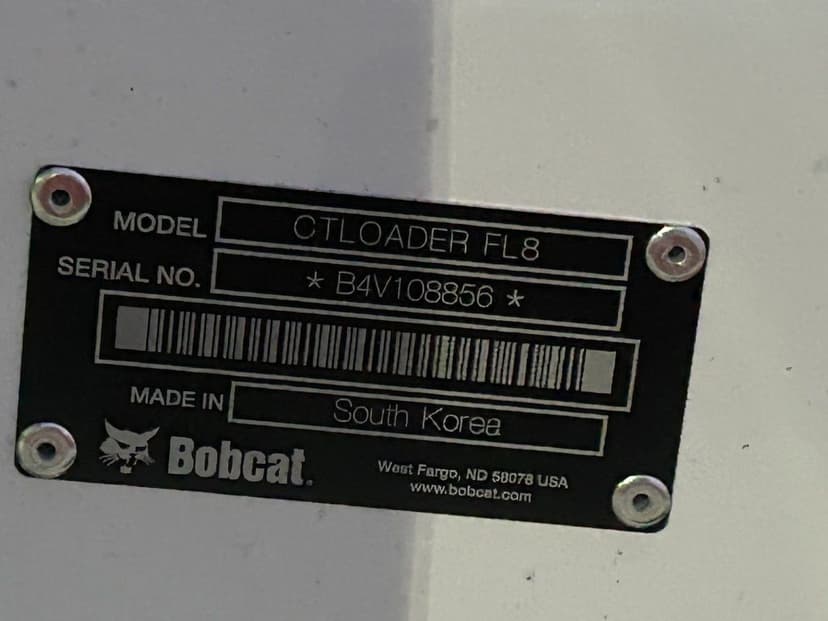 MODEL CTLOADER FL8
SERIAL NO. * B4V108856 *
MADE IN South Korea
Bobcat.
West Fargo, ND 58078 USA
www.bobcat.com